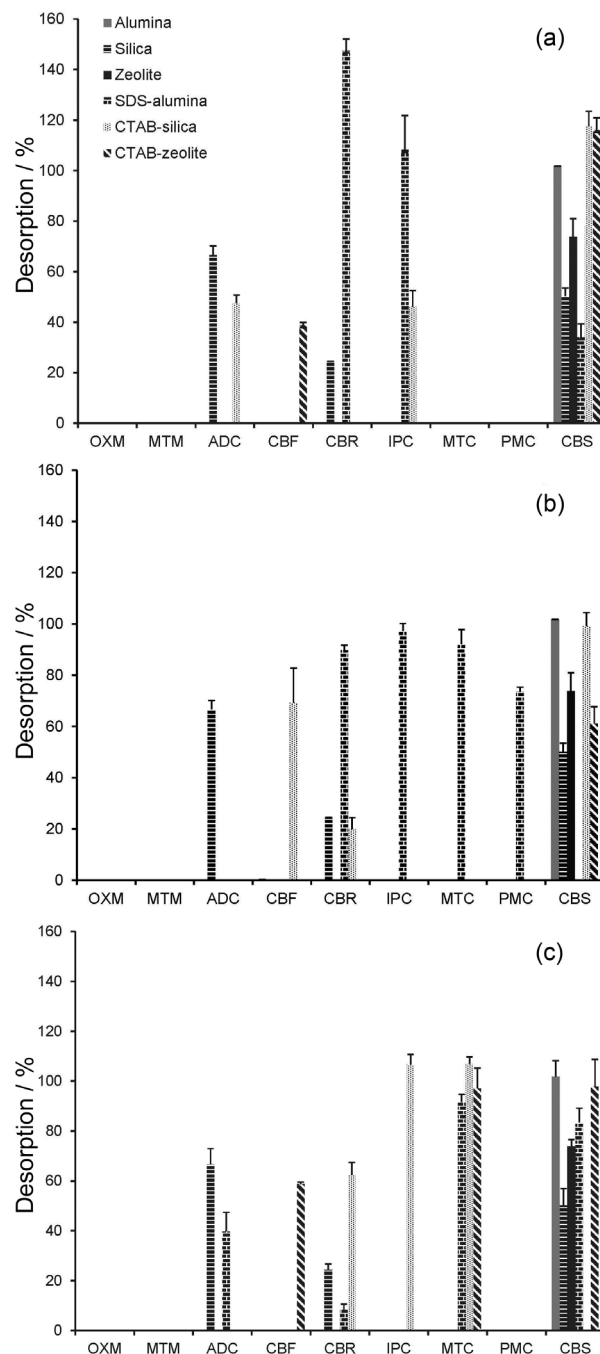 (a)
Alumina
Silica
Zeolite
SDS-alumina
CTAB-silica
CTAB-zeolite
Desorption / %
160
140
120
100
80
60
40
20
0
OXM MTM ADC CBF CBR IPC MTC PMC CBS
(b)
Desorption / %
160
140
120
100
80
60
40
20
0
OXM MTM ADC CBF CBR IPC MTC PMC CBS
(c)
Desorption / %
160
140
120
100
80
60
40
20
0
OXM MTM ADC CBF CBR IPC MTC PMC CBS